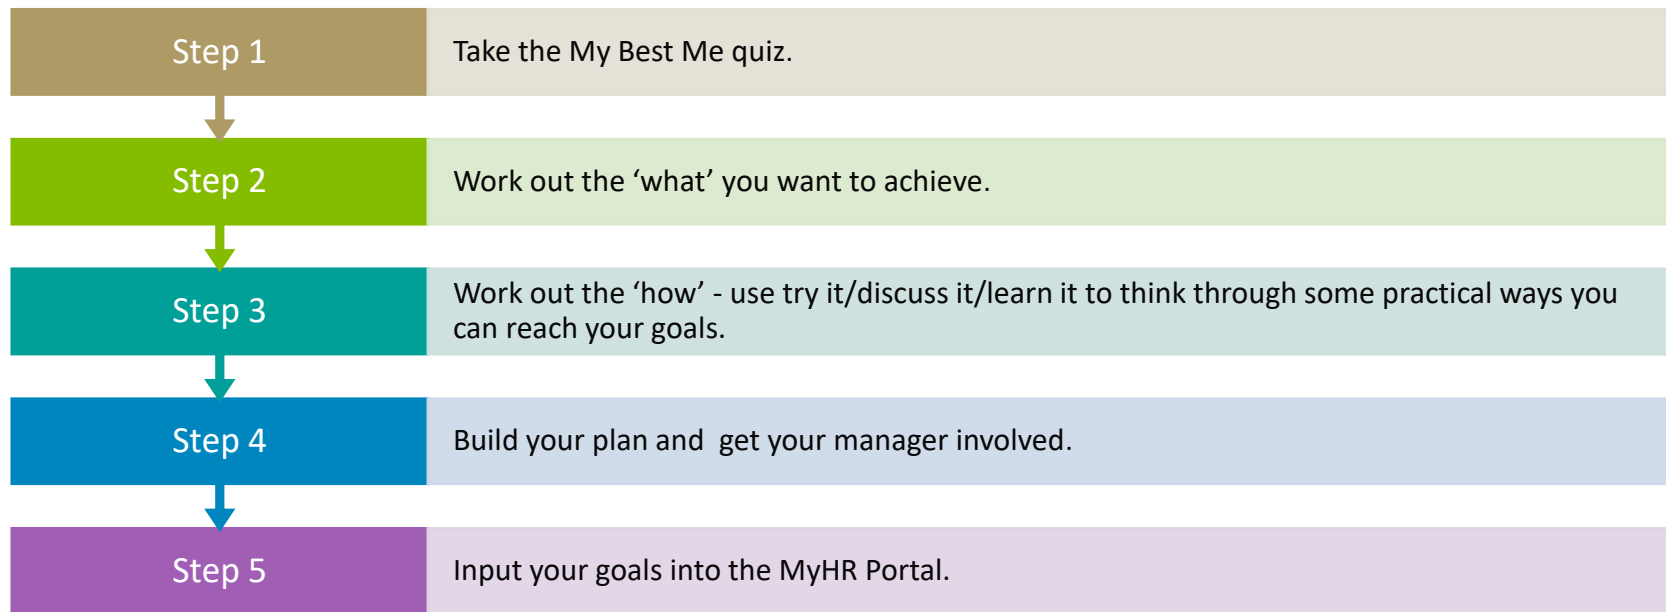 Step 1
Take the My Best Me quiz.
Step 2
Work out the ‘what’ you want to achieve.
Step 3
Work out the ‘how’ - use try it/discuss it/learn it to think through some practical ways you
can reach your goals.
Step 4
Build your plan and  get your manager involved.
Step 5
Input your goals into the MyHR Portal.